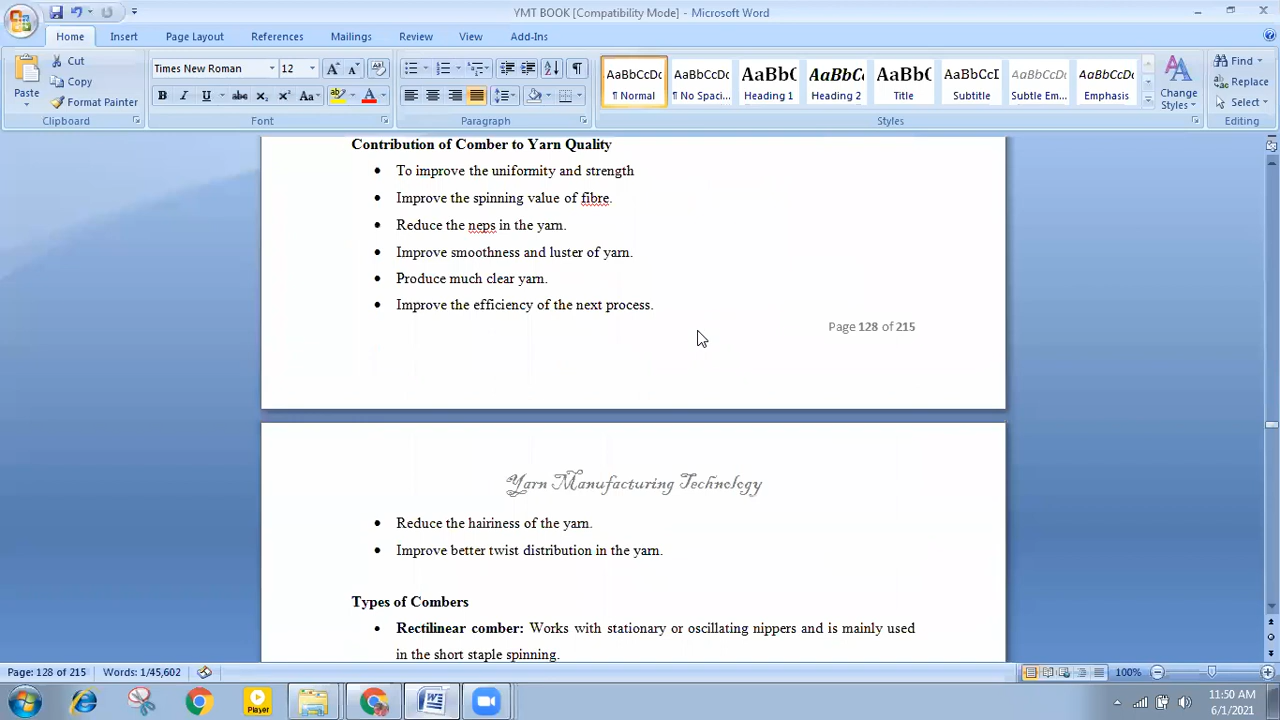 YMT BOOK [Compatibility Mode] - Microsoft Word
Home Insert Page Layout References Mailings Review View Add-Ins
Paste
Cut
Copy
Format Painter
Clipboard
Times New Roman 12
Font
Paragraph
AaBbCcDc AaBbCcDc AaBbC AaBbCc AaBb( AaBbCcI AaBbCcDc AaBbCcDc
¶ Normal ¶ No Spaci... Heading 1 Heading 2 Title Subtitle Subtle Em... Emphasis
Change Styles
Styles
Find
Replace
Select
Editing
Contribution of Comber to Yarn Quality
• To improve the uniformity and strength
• Improve the spinning value of fibre.
• Reduce the neps in the yarn.
• Improve smoothness and luster of yarn.
• Produce much clear yarn.
• Improve the efficiency of the next process.
Page 128 of 215
Yarn Manufacturing Technology
• Reduce the hairiness of the yarn.
• Improve better twist distribution in the yarn.
Types of Combers
• Rectilinear comber: Works with stationary or oscillating nippers and is mainly used
in the short staple spinning.
Page: 128 of 215 Words: 1/45,602 100%
Player
11:50 AM
6/1/2021